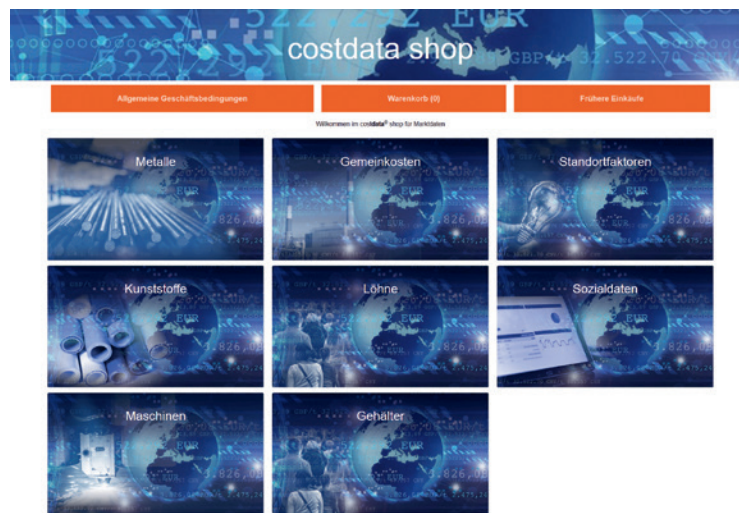 costdata shop
Allgemeine Geschäftsbedingungen
Warenkorb (0)
Frühere Einkäufe
Willkommen im costdata® shop für Marktdaten
Metalle
Gemeinkosten
Standortfaktoren
Kunststoffe
Löhne
Sozialdaten
Maschinen
Gehälter